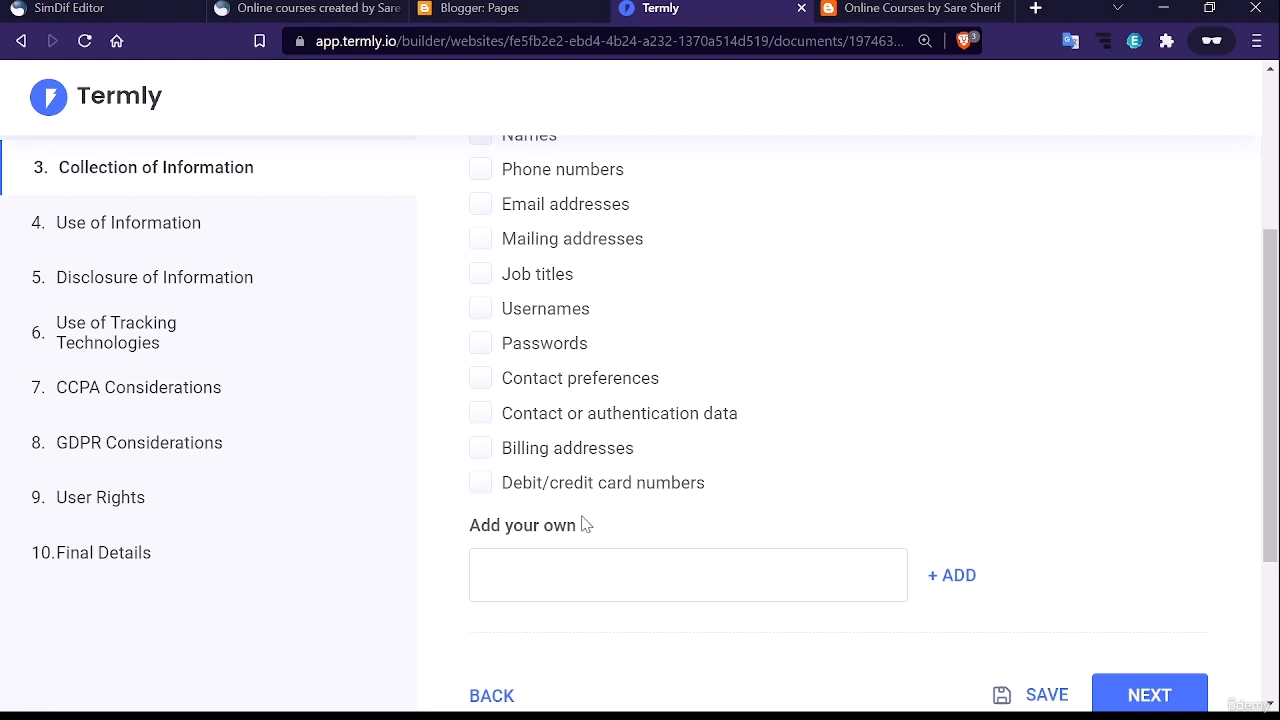 SimDif Editor
Online courses created by Sare
Blogger: Pages
Termly
Online Courses by Sare Sherif
app.termly.io/builder/websites/fe5fb2e2-ebd4-4b24-a232-1370a514d519/documents/197463...
3
E
Termly
Names
3. Collection of Information
Phone numbers
4. Use of Information
Email addresses
Mailing addresses
5. Disclosure of Information
Job titles
6. Use of Tracking
Technologies
Usernames
Passwords
7. CCPA Considerations
Contact preferences
Contact or authentication data
8. GDPR Considerations
Billing addresses
9. User Rights
Debit/credit card numbers
Add your own
10.Final Details
+ ADD
BACK
SAVE
NEXT
ûdemy